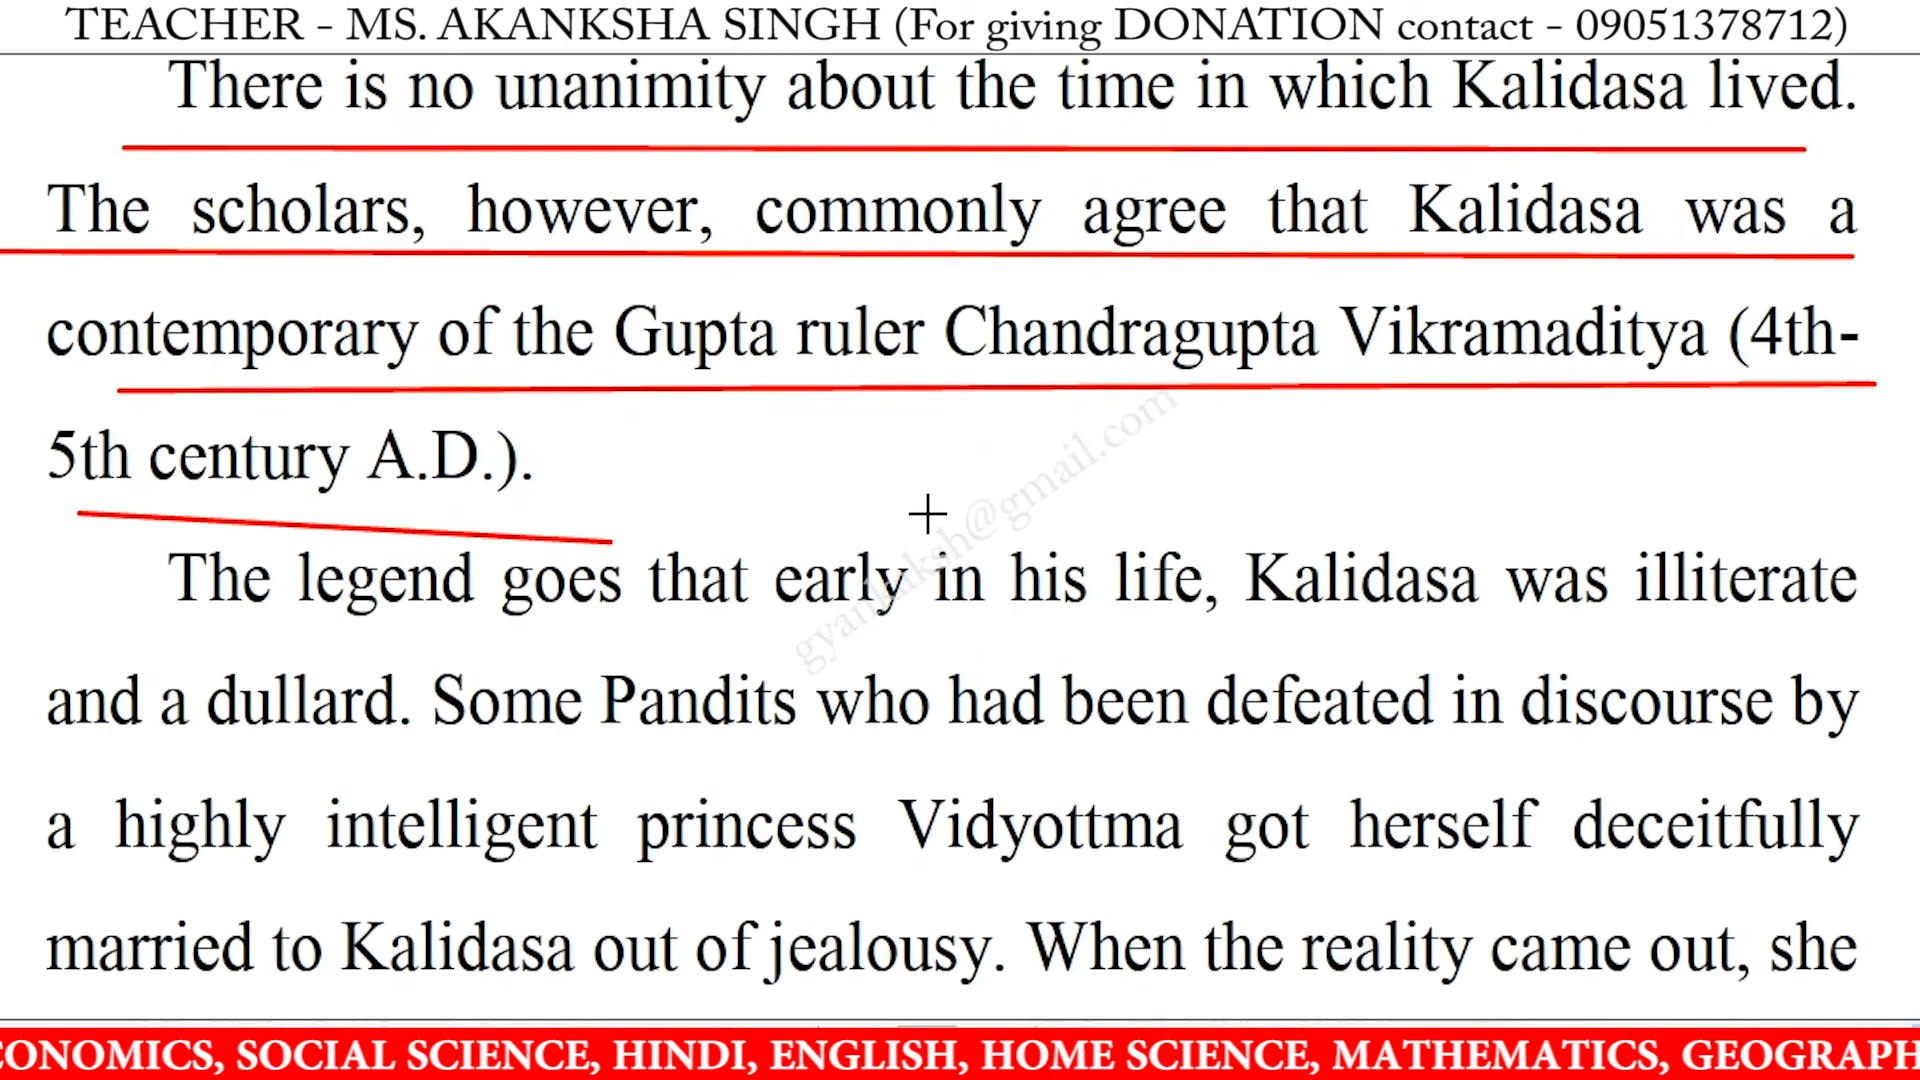 TEACHER - MS. AKANKSHA SINGH (For giving DONATION contact - 09051378712)
There is no unanimity about the time in which Kalidasa lived.
The scholars, however, commonly agree that Kalidasa was a
contemporary of the Gupta ruler Chandragupta Vikramaditya (4th-
5th century A.D.).
gyanlaksh@gmail.com
The legend goes that early in his life, Kalidasa was illiterate
and a dullard. Some Pandits who had been defeated in discourse by
a highly intelligent princess Vidyottma got herself deceitfully
married to Kalidasa out of jealousy. When the reality came out, she
CONOMICS, SOCIAL SCIENCE, HINDI, ENGLISH, HOME SCIENCE, MATHEMATICS, GEOGRAPH